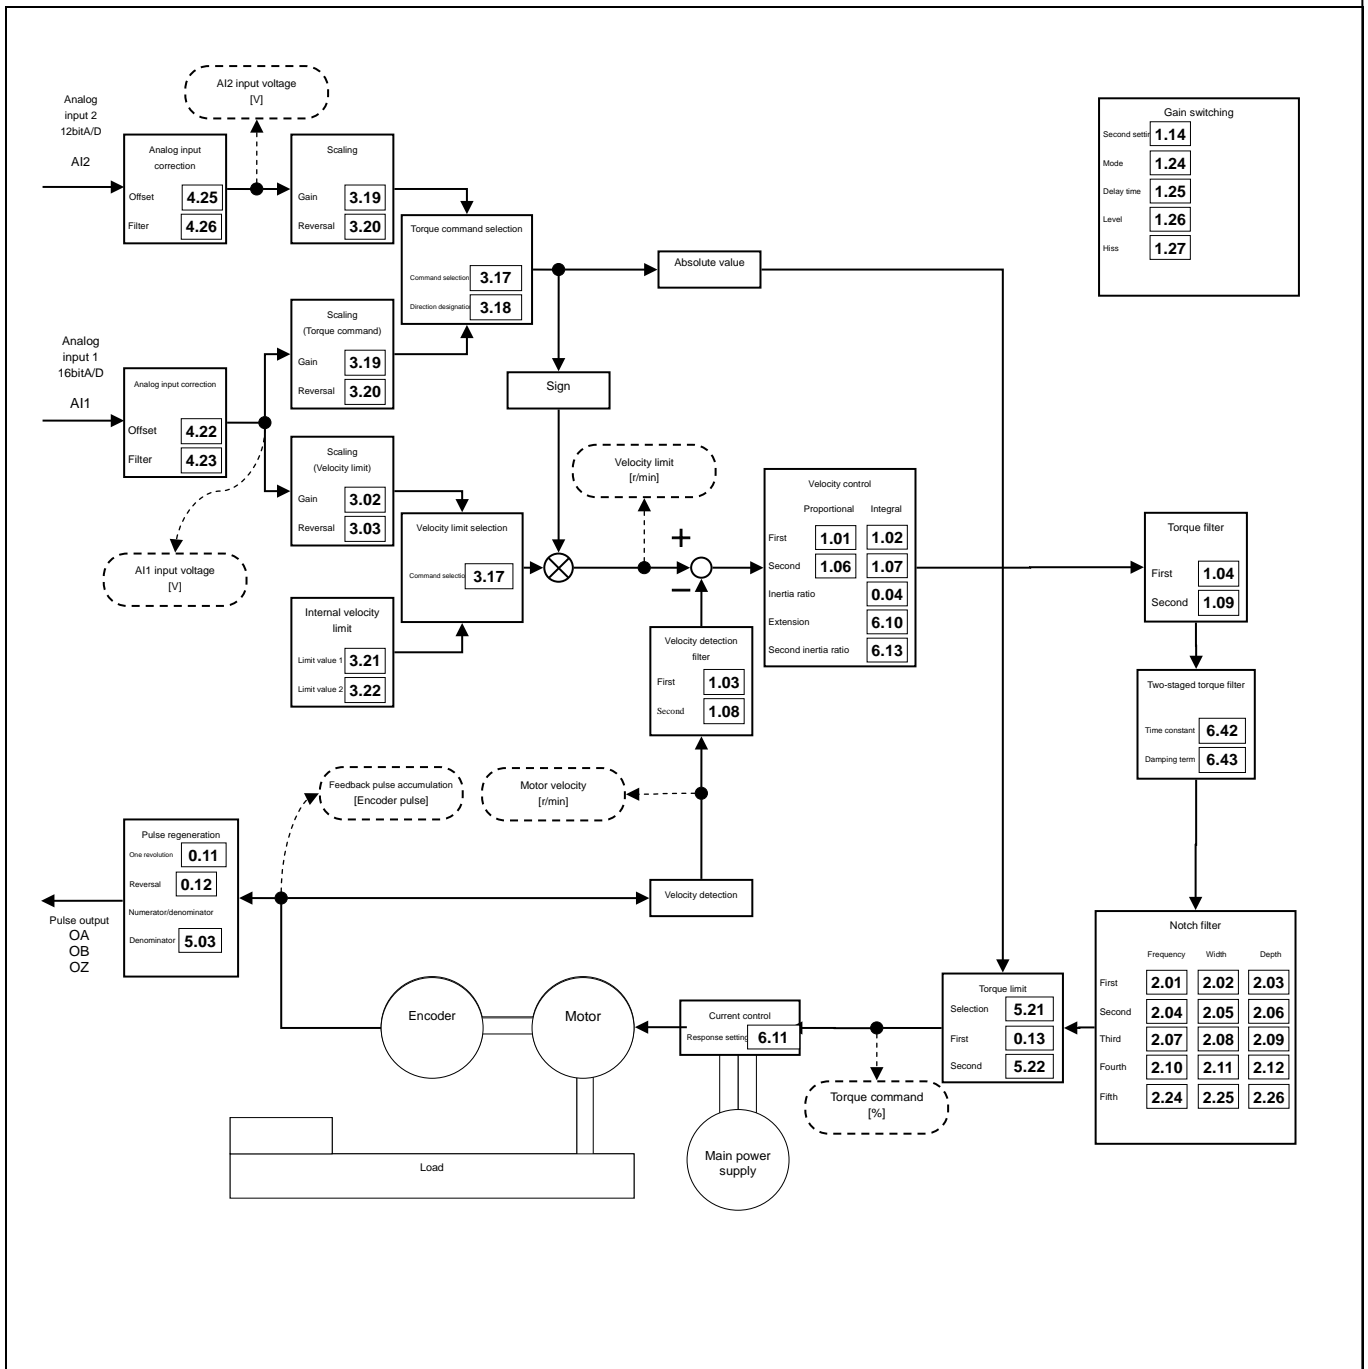 AI2 input voltage
[V]
Analog
input 2
12bitA/D
AI2
Analog input
correction
Offset 4.25
Filter 4.26
Scaling
Gain 3.19
Reversal 3.20
Torque command selection
Command selection 3.17
Direction designatio 3.18
Absolute value
Gain switching
Second settin 1.14
Mode 1.24
Delay time 1.25
Level 1.26
Hiss 1.27
Analog
input 1
16bitA/D
AI1
Analog input correction
Offset 4.22
Filter 4.23
Scaling
(Torque command)
Gain 3.19
Reversal 3.20
Sign
Scaling
(Velocity limit)
Gain 3.02
Reversal 3.03
AI1 input voltage
[V]
Velocity limit selection
Command selectio 3.17
Internal velocity
limit
Limit value 1 3.21
Limit value 2 3.22
Velocity limit
[r/min]
+
−
Velocity control
Proportional Integral
First 1.01 1.02
Second 1.06 1.07
Inertia ratio 0.04
Extension 6.10
Second inertia ratio 6.13
Velocity detection
filter
First 1.03
Second 1.08
Torque filter
First 1.04
Second 1.09
Two-staged torque filter
Time constant 6.42
Damping term 6.43
Feedback pulse accumulation
[Encoder pulse]
Motor velocity
[r/min]
Pulse regeneration
One revolution 0.11
Reversal 0.12
Numerator/denominator
Denominator 5.03
Pulse output
OA
OB
OZ
Velocity detection
Notch filter
Frequency Width Depth
First 2.01 2.02 2.03
Second 2.04 2.05 2.06
Third 2.07 2.08 2.09
Fourth 2.10 2.11 2.12
Fifth 2.24 2.25 2.26
Torque limit
Selection 5.21
First 0.13
Second 5.22
Current control
Response setting 6.11
Encoder
Motor
Torque command
[%]
Main power
supply
Load